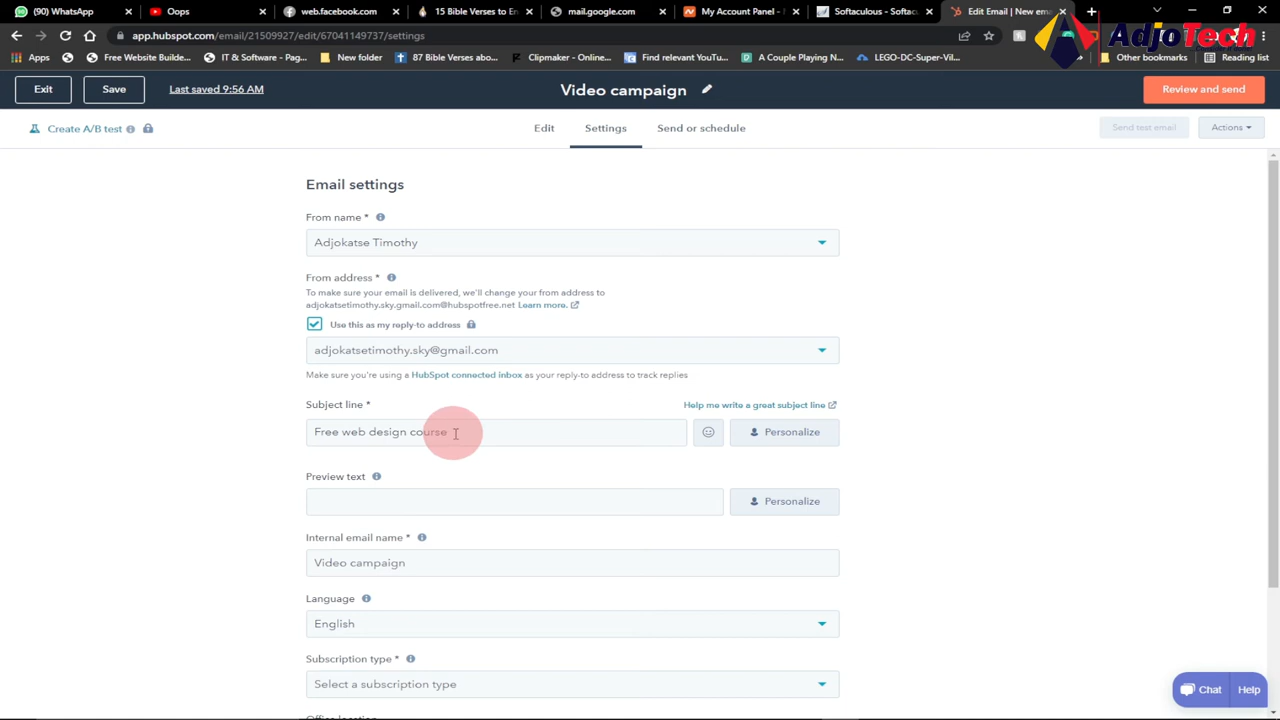 (90) WhatsApp
Oops
web.facebook.com
15 Bible Verses to En
mail.google.com
My Account Panel -
Softaculous - Softac
Edit | New ema
app.hubspot.com/email/21509927/edit/67041149737/settings
AdjoTech
Apps
Free Website Builder...
IT & Software - Pag...
New folder
87 Bible Verses abo...
Clipmaker - Online...
Find relevant YouTu...
A Couple Playing N...
LEGO-DC-Super-Vil...
Other bookmarks
Reading list
Exit
Save
Last saved 9:56 AM
Video campaign
Review and send
Create A/B test
Edit
Settings
Send or schedule
Send test email
Actions
Email settings
From name *
Adjokatse Timothy
From address *
To make sure your email is delivered, we'll change your from address to
adjokatsetimothy.sky.gmail.com@hubspotfree.net Learn more.
Use this as my reply-to address
adjokatsetimothy.sky@gmail.com
Make sure you're using a HubSpot connected inbox as your reply-to address to track replies
Subject line *
Help me write a great subject line
Free web design course
Personalize
Preview text
Personalize
Internal email name *
Video campaign
Language
English
Subscription type *
Select a subscription type
Office location
Chat
Help